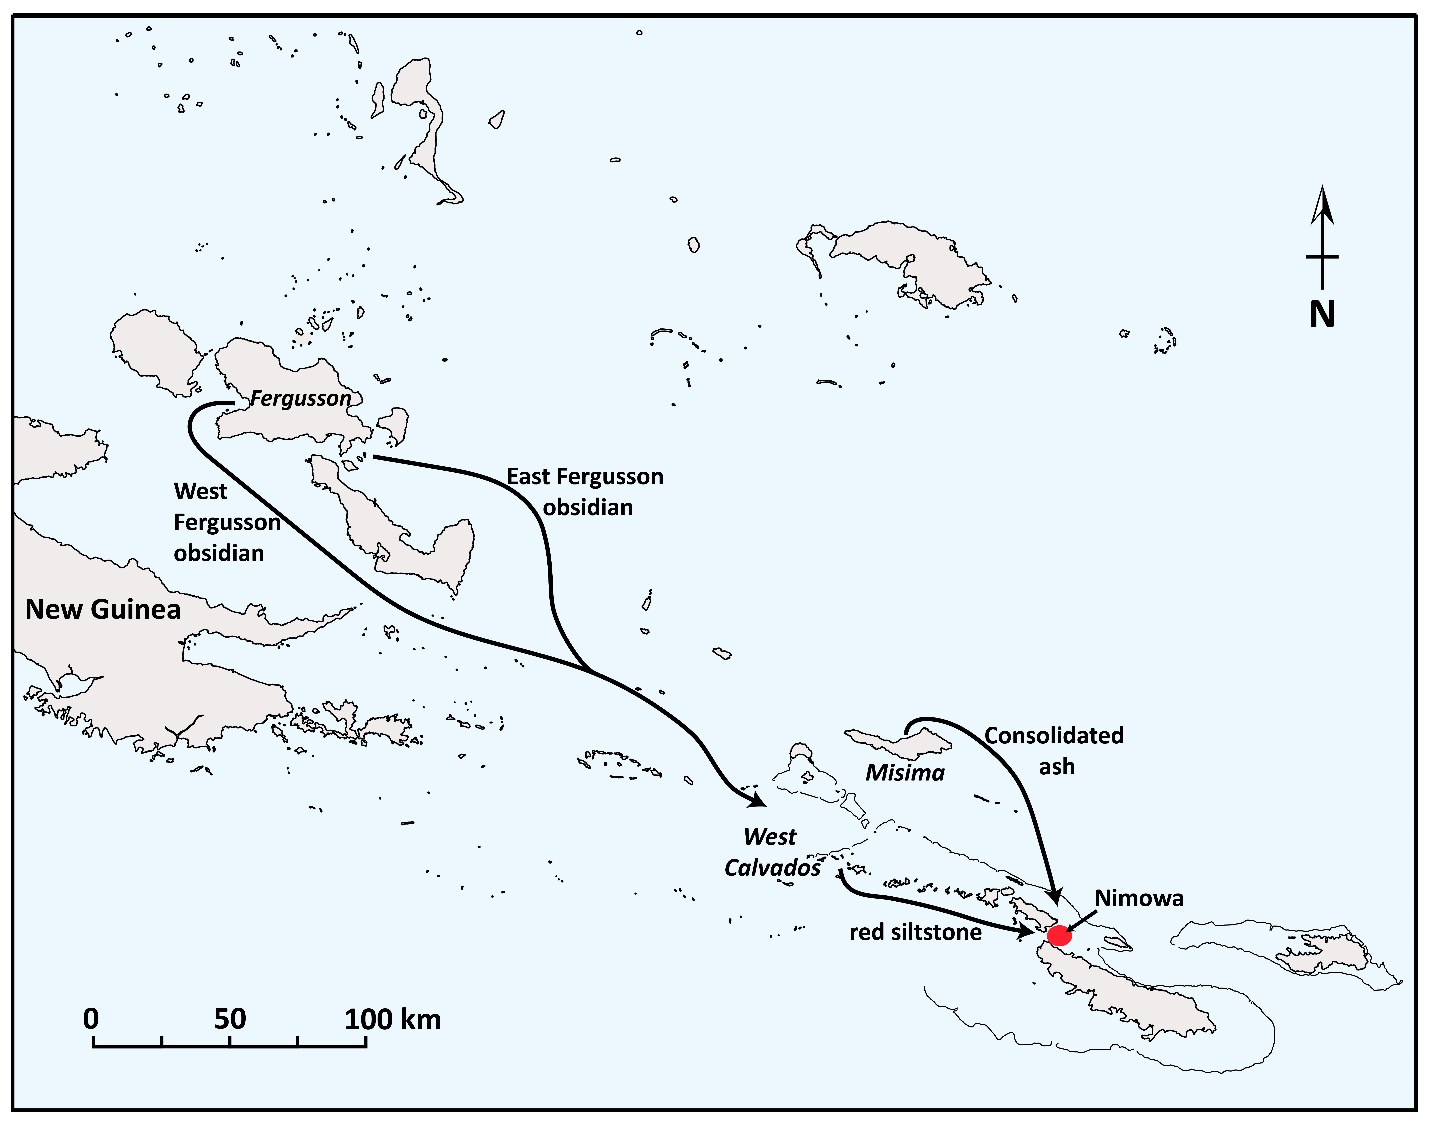 N
Fergusson
East Fergusson
obsidian
West
Fergusson
obsidian
New Guinea
Consolidated
ash
Misima
West
Calvados
Nimowa
red siltstone
0 50 100 km